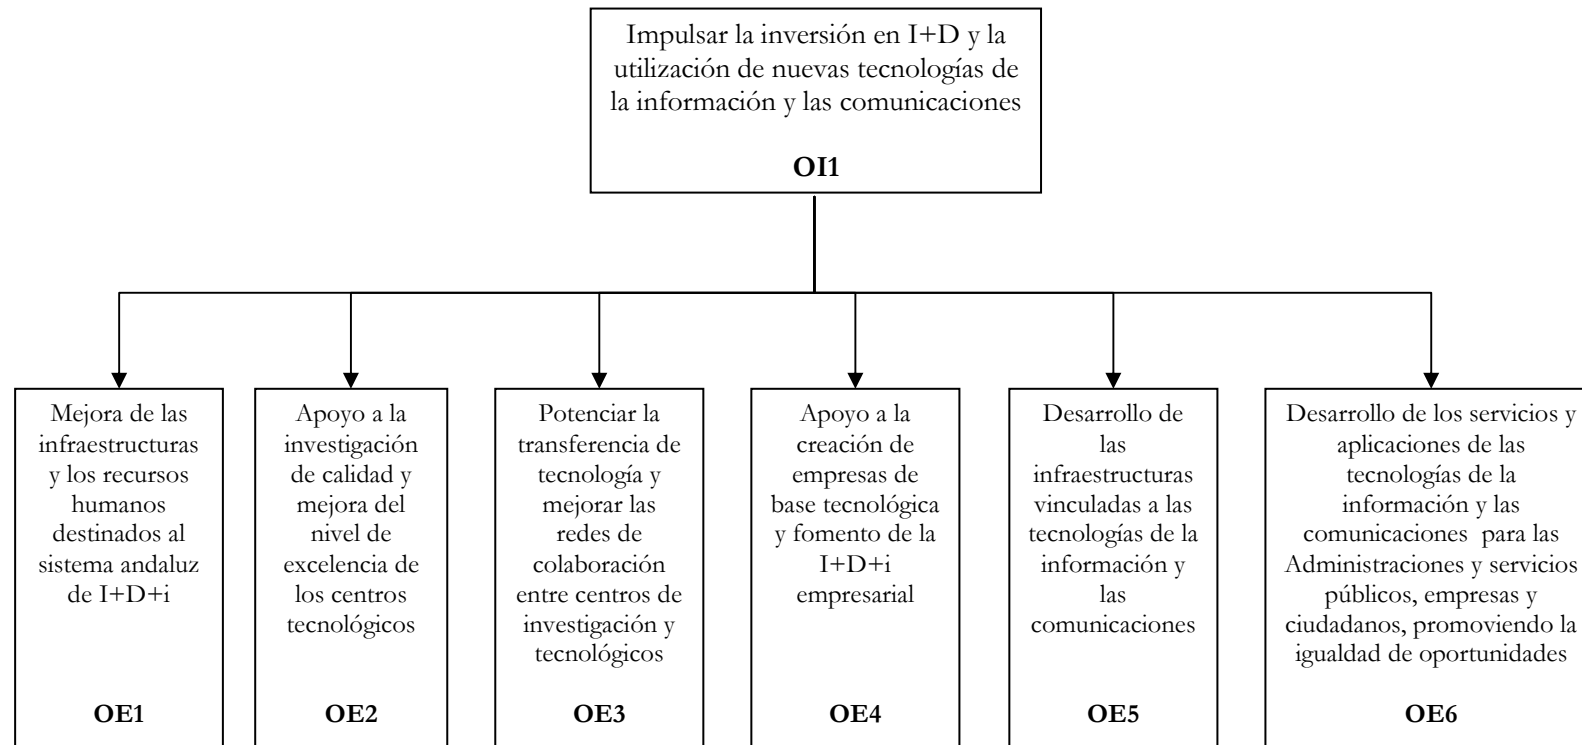 Impulsar la inversión en I+D y la
utilización de nuevas tecnologías de
la información y las comunicaciones
OI1
Mejora de las
infraestructuras
y los recursos
humanos
destinados al
sistema andaluz
de I+D+i
OE1
Apoyo a la
investigación
de calidad y
mejora del
nivel de
excelencia de
los centros
tecnológicos
OE2
Potenciar la
transferencia de
tecnología y
mejorar las
redes de
colaboración
entre centros de
investigación y
tecnológicos
OE3
Apoyo a la
creación de
empresas de
base tecnológica
y fomento de la
I+D+i
empresarial
OE4
Desarrollo de
las
infraestructuras
vinculadas a las
tecnologías de la
información y
las
comunicaciones
OE5
Desarrollo de los servicios y
aplicaciones de las
tecnologías de la
información y las
comunicaciones para las
Administraciones y servicios
públicos, empresas y
ciudadanos, promoviendo la
igualdad de oportunidades
OE6